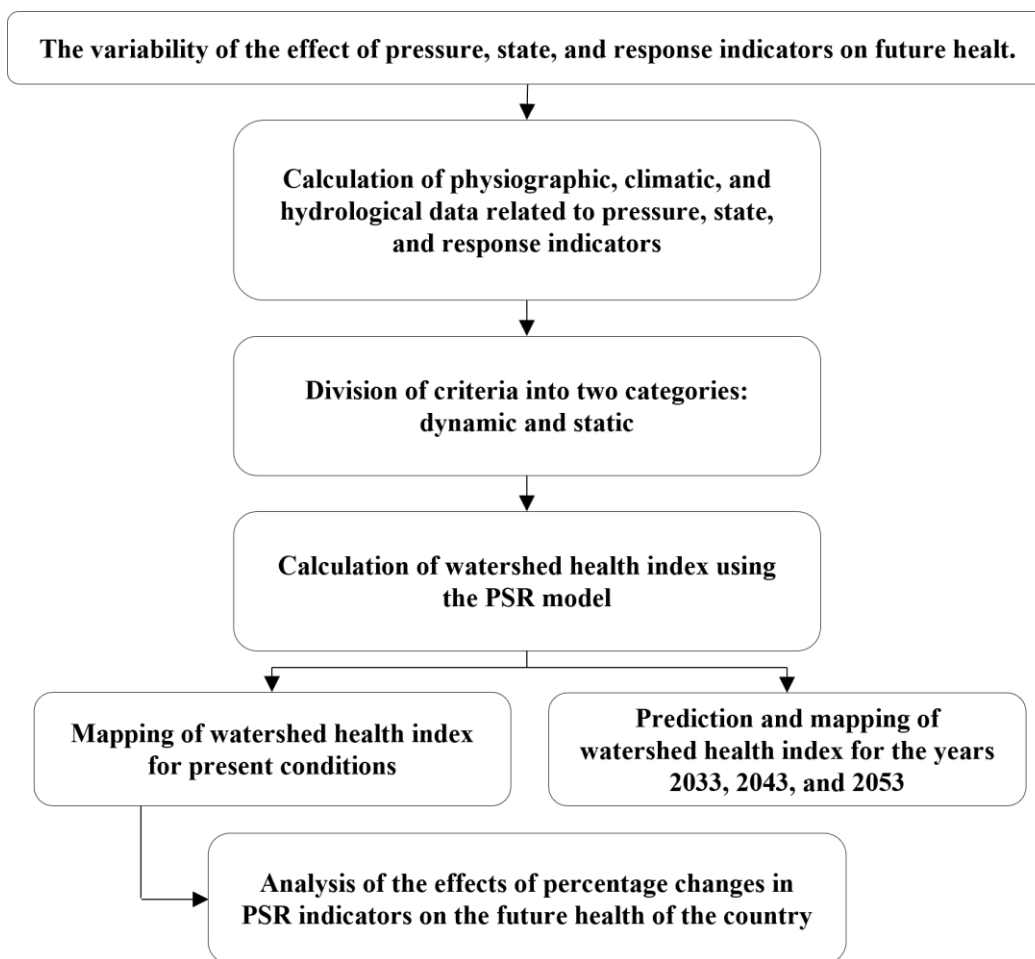 The variability of the effect of pressure, state, and response indicators on future healt.
Calculation of physiographic, climatic, and
hydrological data related to pressure, state,
and response indicators
Division of criteria into two categories:
dynamic and static
Calculation of watershed health index using
the PSR model
Mapping of watershed health index
for present conditions
Prediction and mapping of
watershed health index for the years
2033, 2043, and 2053
Analysis of the effects of percentage changes in
PSR indicators on the future health of the country